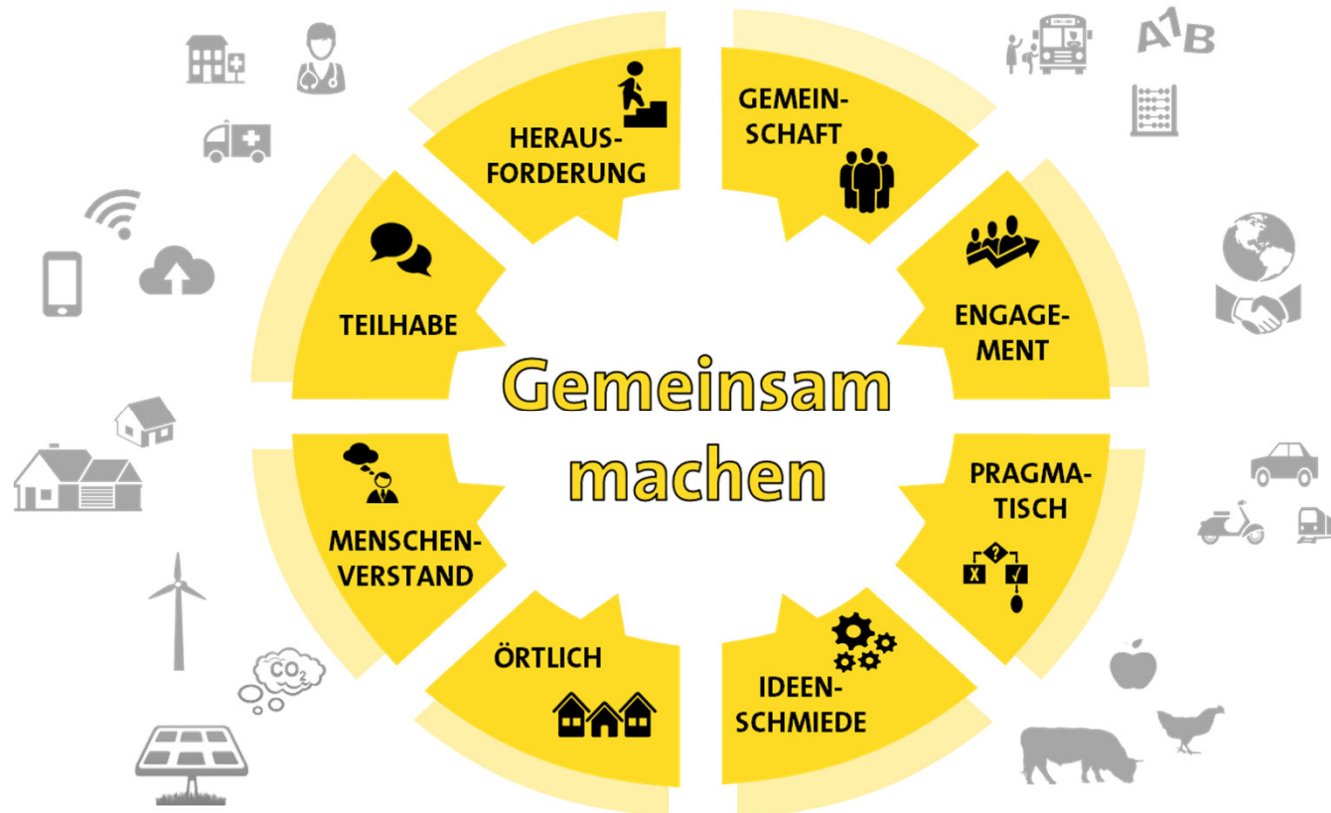 A1B
HERAUS-
FORDERUNG
GEMEIN-
SCHAFT
TEILHABE
ENGAGE-
MENT
Gemeinsam
machen
MENSCHEN-
VERSTAND
PRAGMA-
TISCH
?
X
√
ÖRTLICH
IDEEN-
SCHMIEDE
CO2